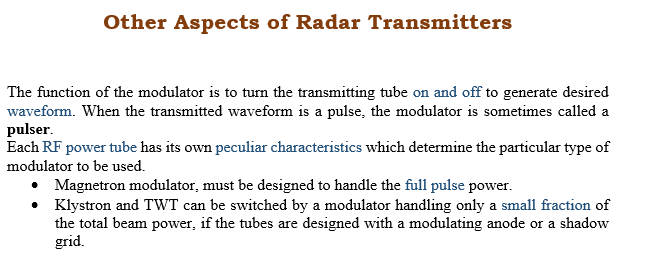 Other Aspects of Radar Transmitters
The function of the modulator is to turn the transmitting tube on and off to generate desired
waveform. When the transmitted waveform is a pulse, the modulator is sometimes called a
pulser.
Each RF power tube has its own peculiar characteristics which determine the particular type of
modulator to be used.
• Magnetron modulator, must be designed to handle the full pulse power.
• Klystron and TWT can be switched by a modulator handling only a small fraction of
the total beam power, if the tubes are designed with a modulating anode or a shadow
grid.